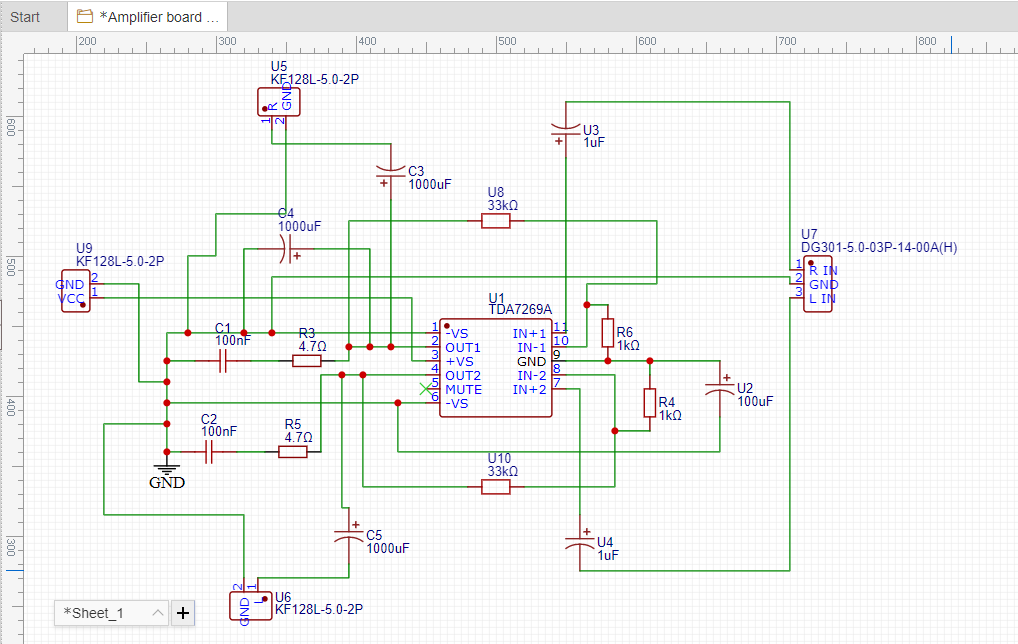 Start
*Amplifier board ...
200 300 400 500 600 700 800
600
500
400
300
U5
KF128L-5.0-2P
R
GND
1
2
C3
1000uF
C4
1000uF
U3
1uF
U8
33kΩ
U9
KF128L-5.0-2P
GND 2
VCC 1
U7
DG301-5.0-03P-14-00A(H)
1 R IN
2 GND
3 L IN
U1
TDA7269A
1 -VS
2 OUT1
3 +VS
4 OUT2
5 MUTE
6 -VS
IN+1 11
IN-1 10
GND 9
IN-2 8
IN+2 7
C1
100nF
R3
4.7Ω
R6
1kΩ
U2
100uF
R4
1kΩ
C2
100nF
R5
4.7Ω
GND
U10
33kΩ
C5
1000uF
U4
1uF
2
1
GND
L
U6
KF128L-5.0-2P
*Sheet_1